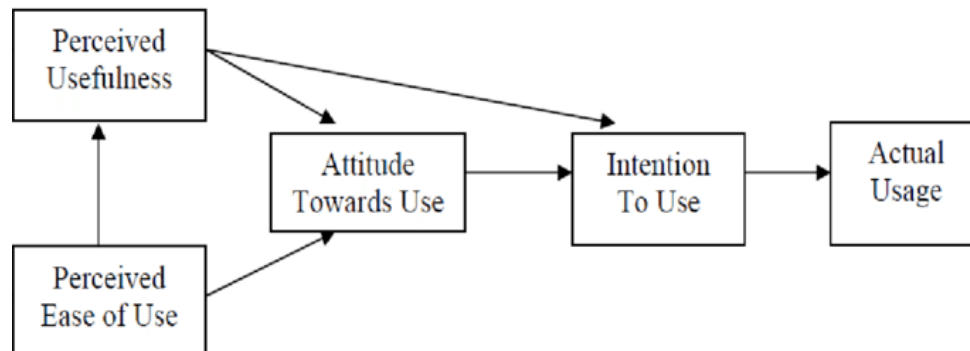 Perceived
Usefulness
Attitude
Towards Use
Intention
To Use
Actual
Usage
Perceived
Ease of Use